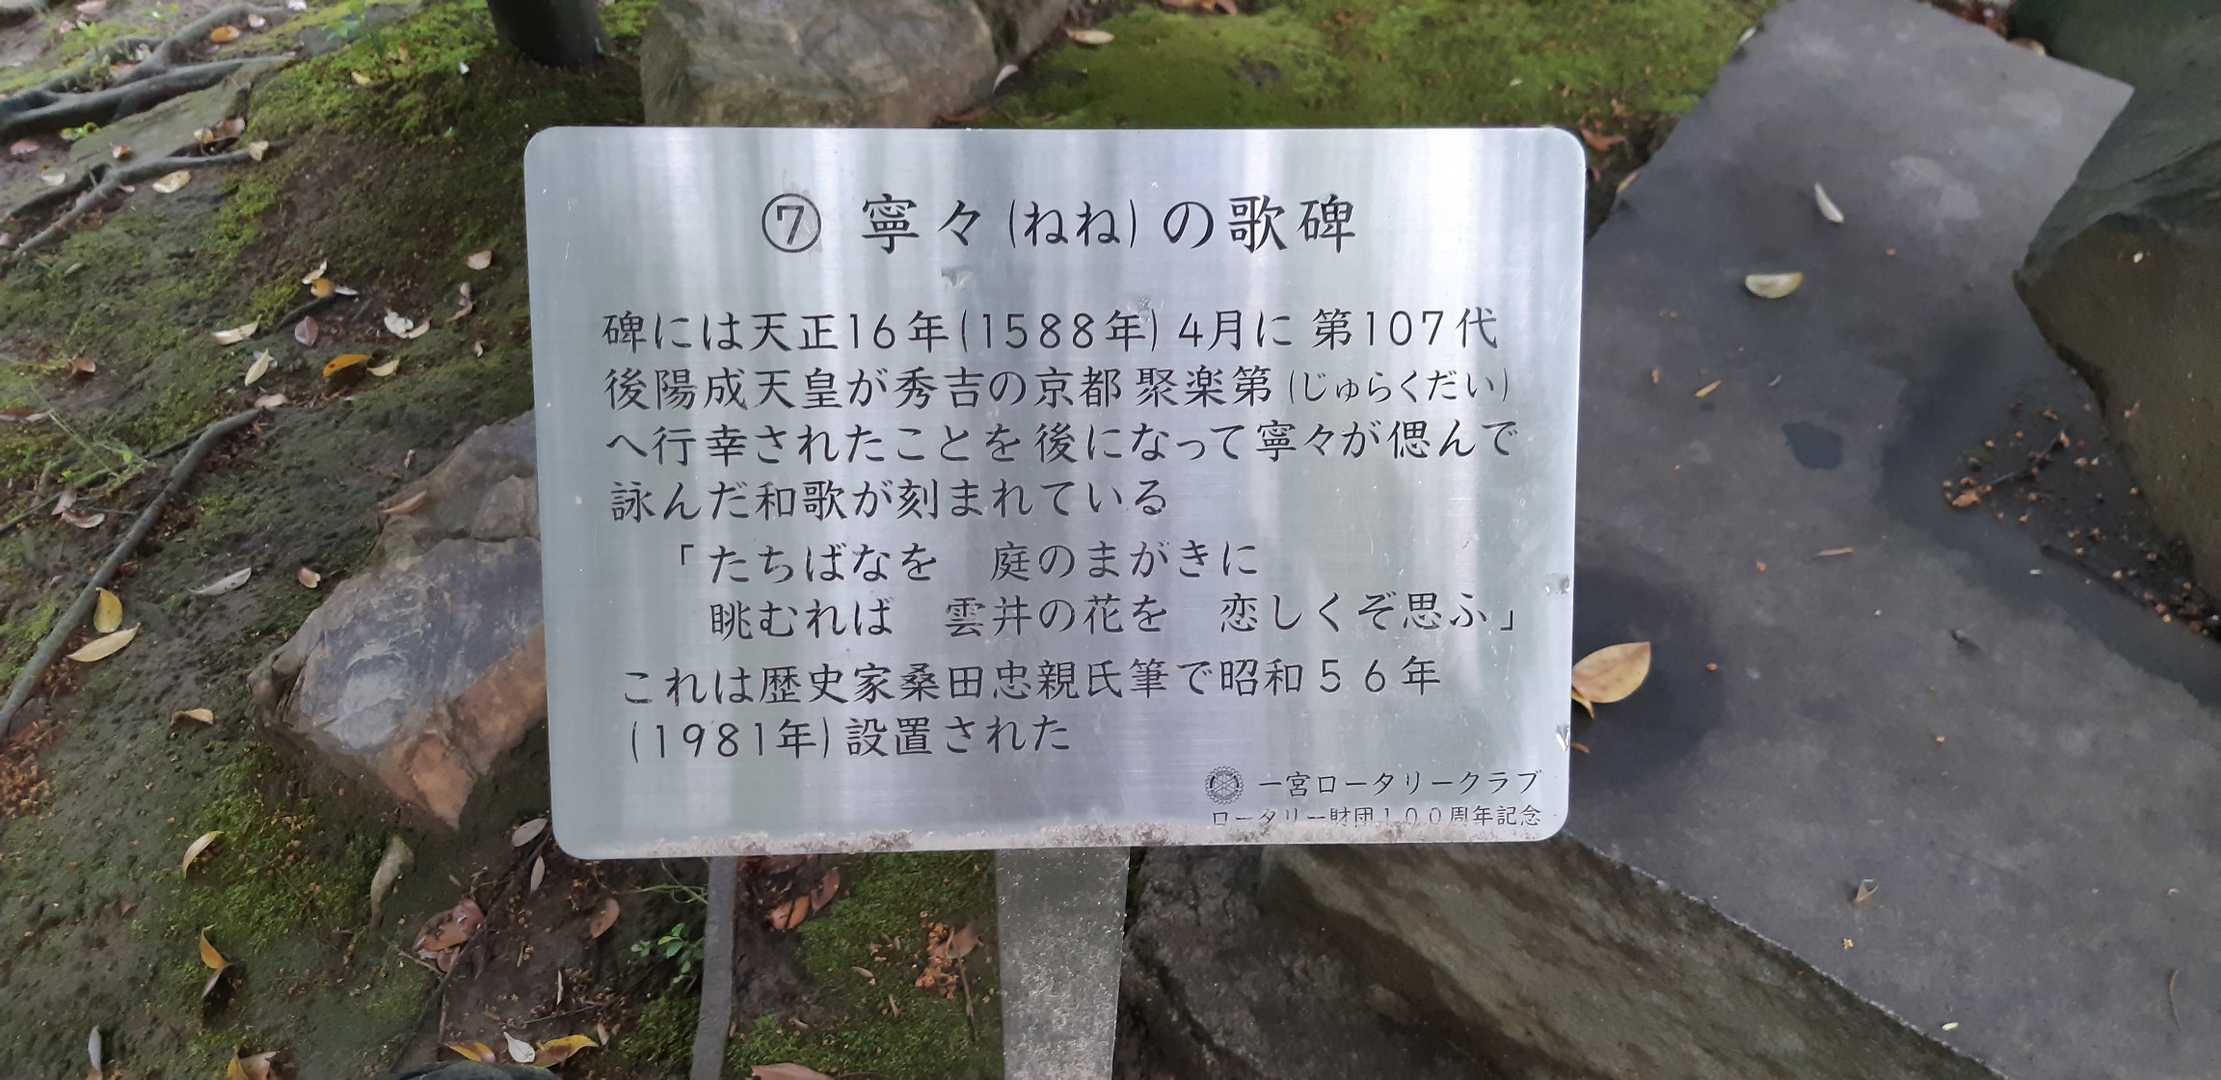 ⑦ 寧々(ねね)の歌碑
碑には天正16年(1588年)4月に 第107代
後陽成天皇が秀吉の京都 聚楽第(じゅらくだい)
へ行幸されたことを後になって寧々が偲んで
詠んだ和歌が刻まれている
「たちばなを　庭のまがきに
眺むれば　雲井の花を　恋しくぞ思ふ」
これは歴史家桑田忠親氏筆で昭和５６年
(1981年)設置された
一宮ロータリークラブ
ロータリー財団１００周年記念